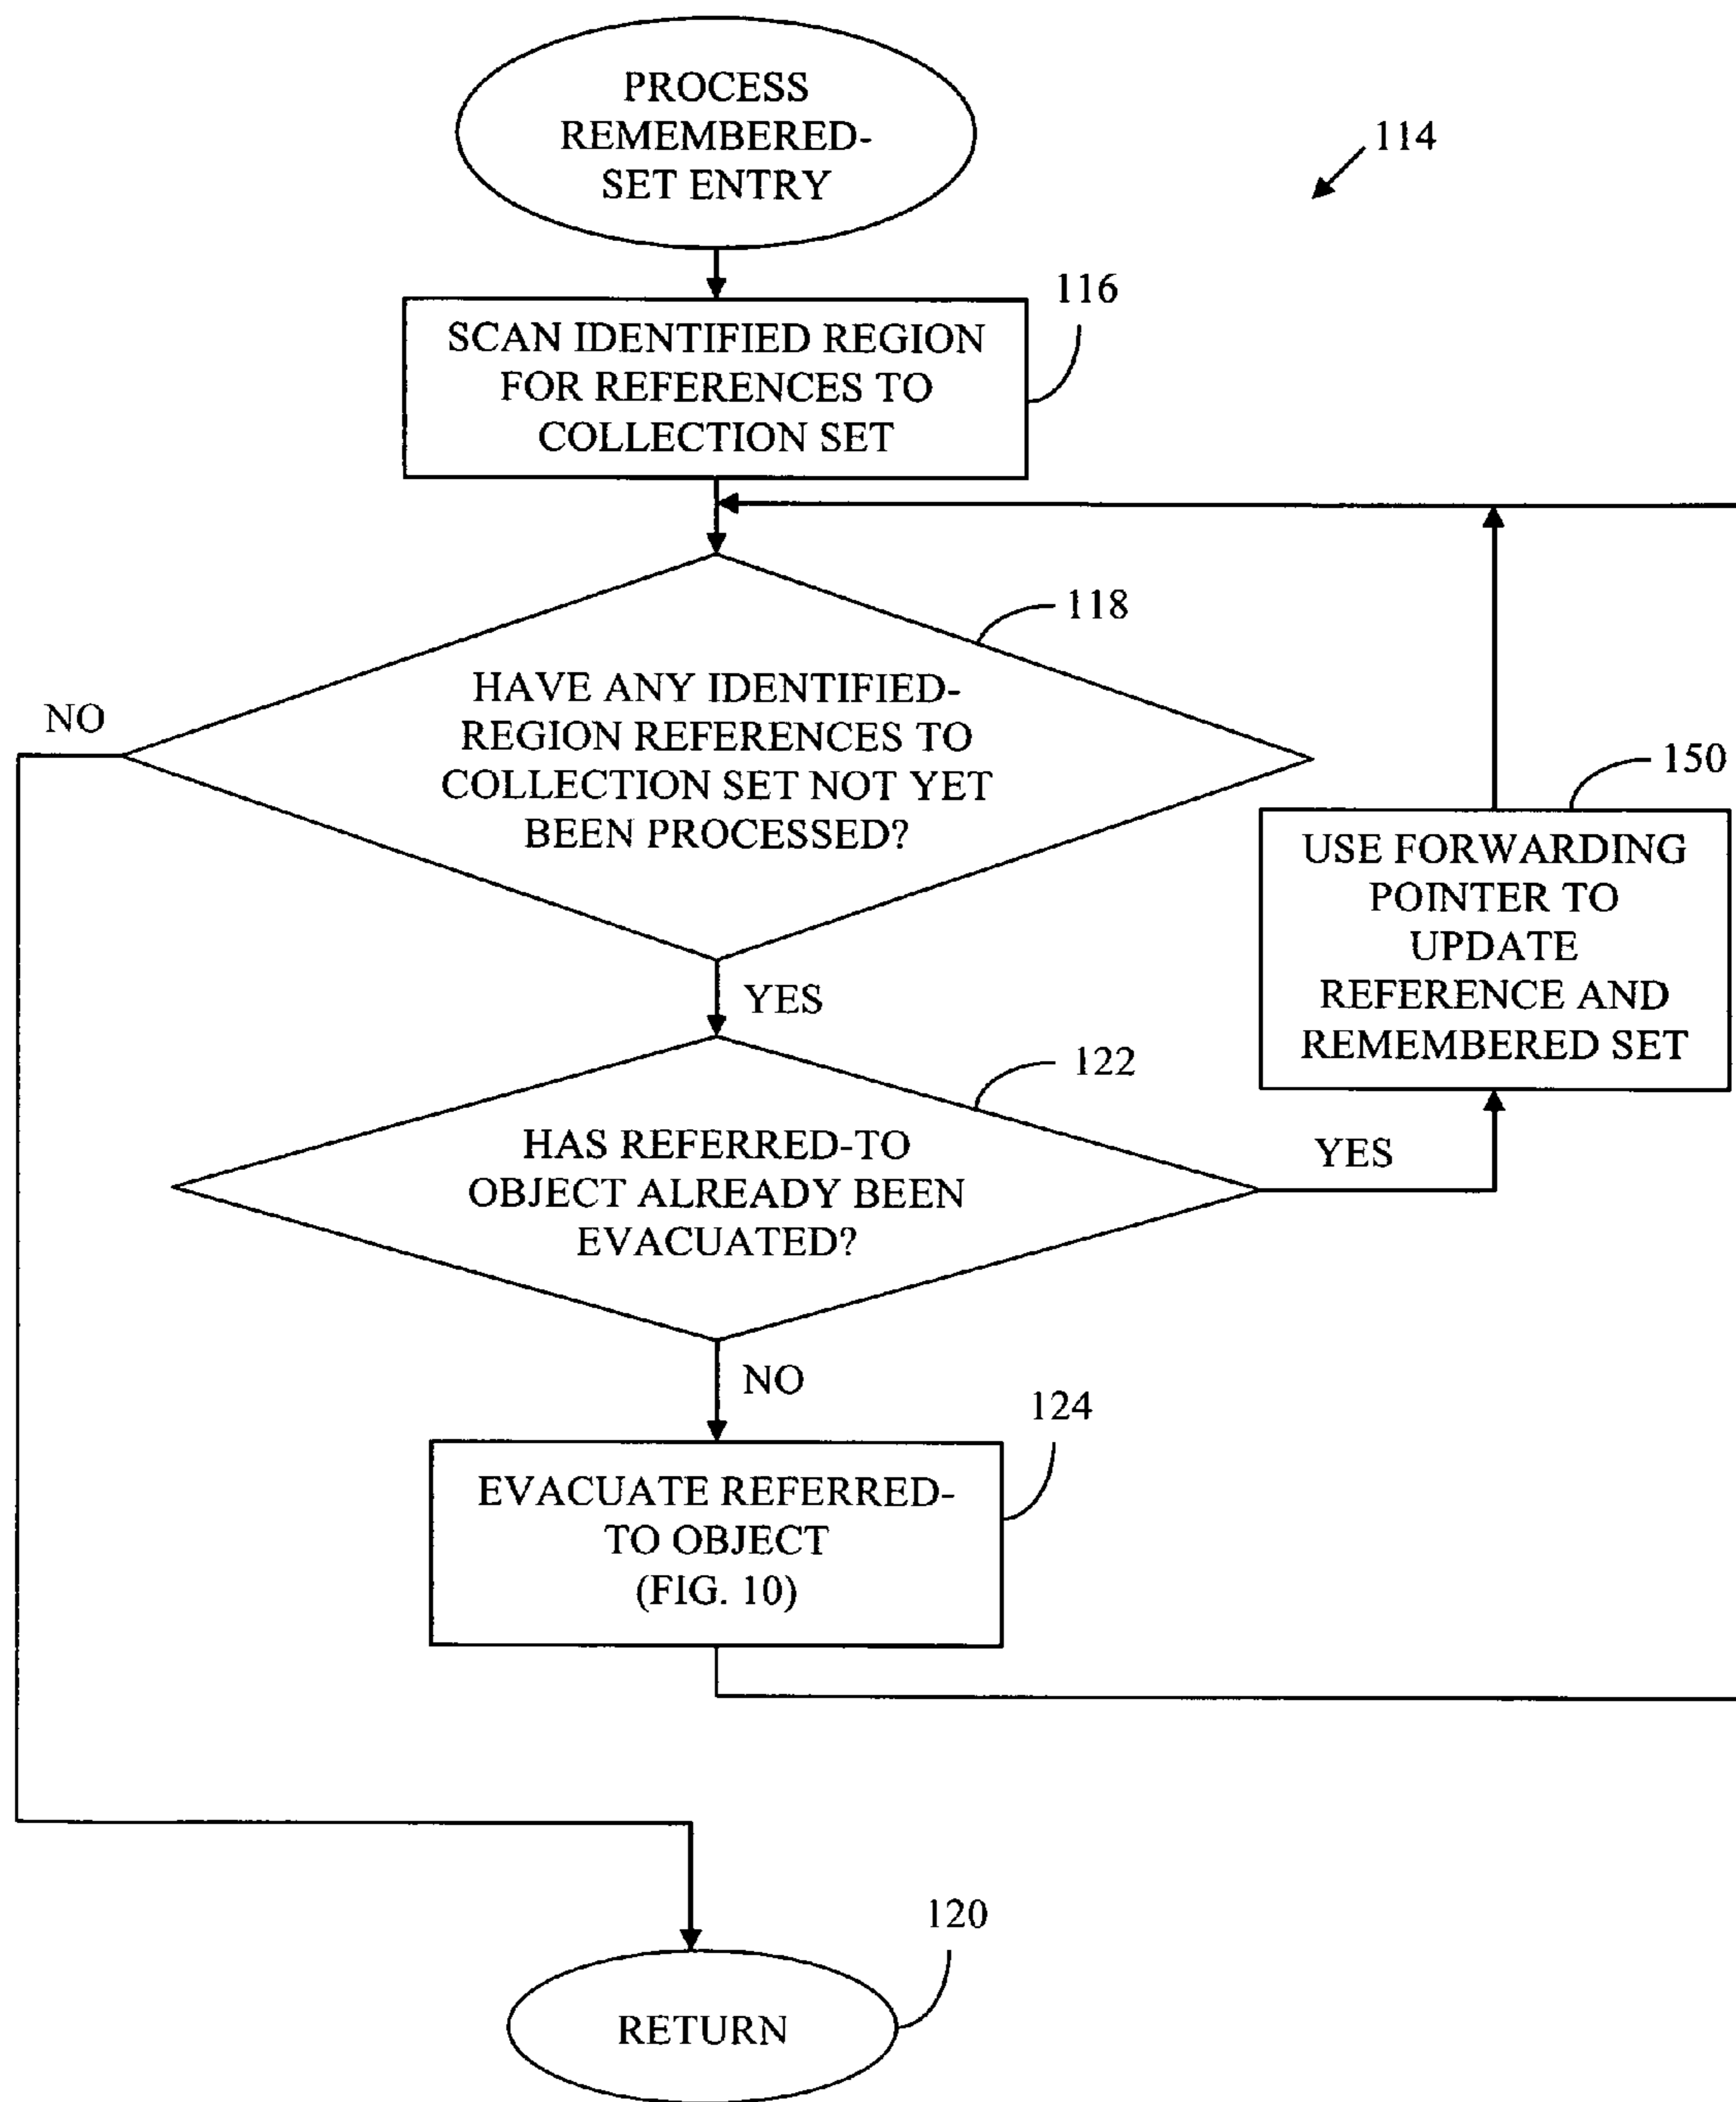 PROCESS
REMEMBERED-
SET ENTRY
114
116
SCAN IDENTIFIED REGION
FOR REFERENCES TO
COLLECTION SET
118
HAVE ANY IDENTIFIED-
REGION REFERENCES TO
COLLECTION SET NOT YET
BEEN PROCESSED?
NO
150
USE FORWARDING
POINTER TO
UPDATE
REFERENCE AND
REMEMBERED SET
YES
122
HAS REFERRED-TO
OBJECT ALREADY BEEN
EVACUATED?
YES
NO
124
EVACUATE REFERRED-
TO OBJECT
(FIG. 10)
120
RETURN